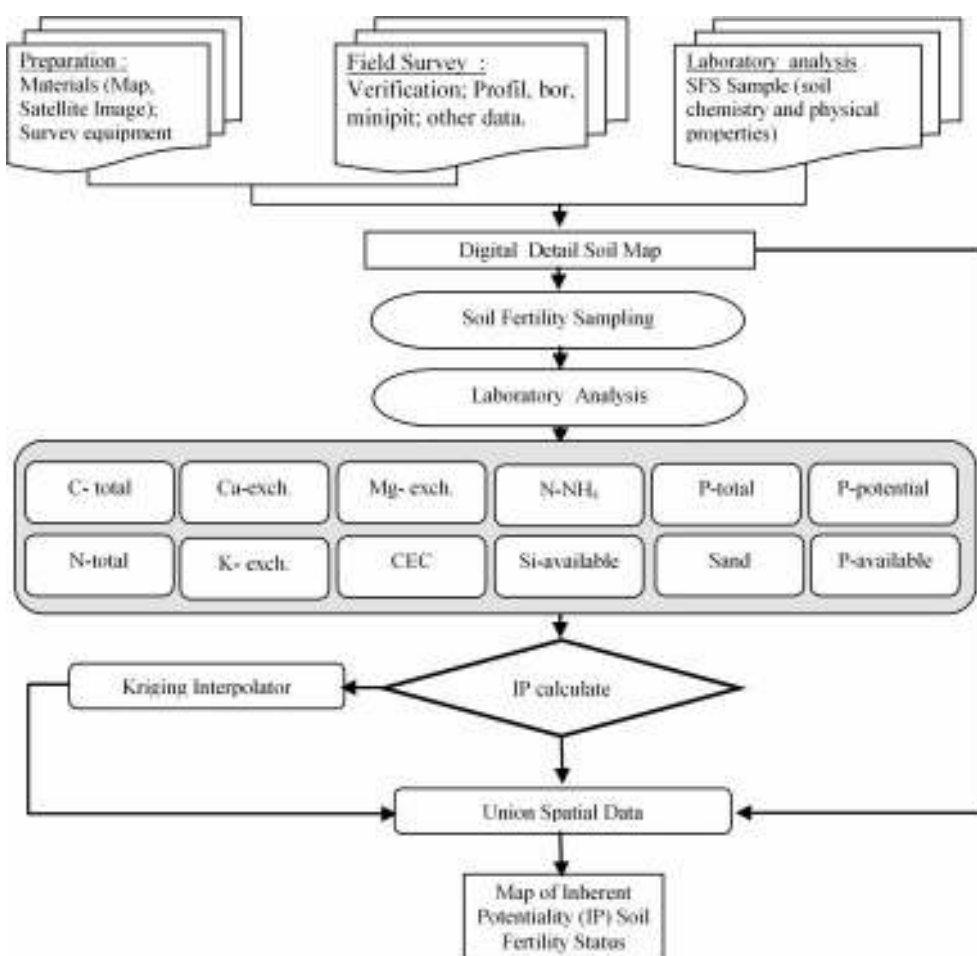 Preparation :
Materials (Map,
Satellite Image);
Survey equipment
Field Survey :
Verification; Profil, bor,
minipit; other data.
Laboratory analysis
SFS Sample (soil
chemistry and physical
properties)
Digital Detail Soil Map
Soil Fertility Sampling
Laboratory Analysis
C- total
Ca-exch.
Mg- exch.
N-NH₄
P-total
P-potential
N-total
K- exch.
CEC
Si-available
Sand
P-available
Kriging Interpolator
IP calculate
Union Spatial Data
Map of Inherent
Potentiality (IP) Soil
Fertility Status